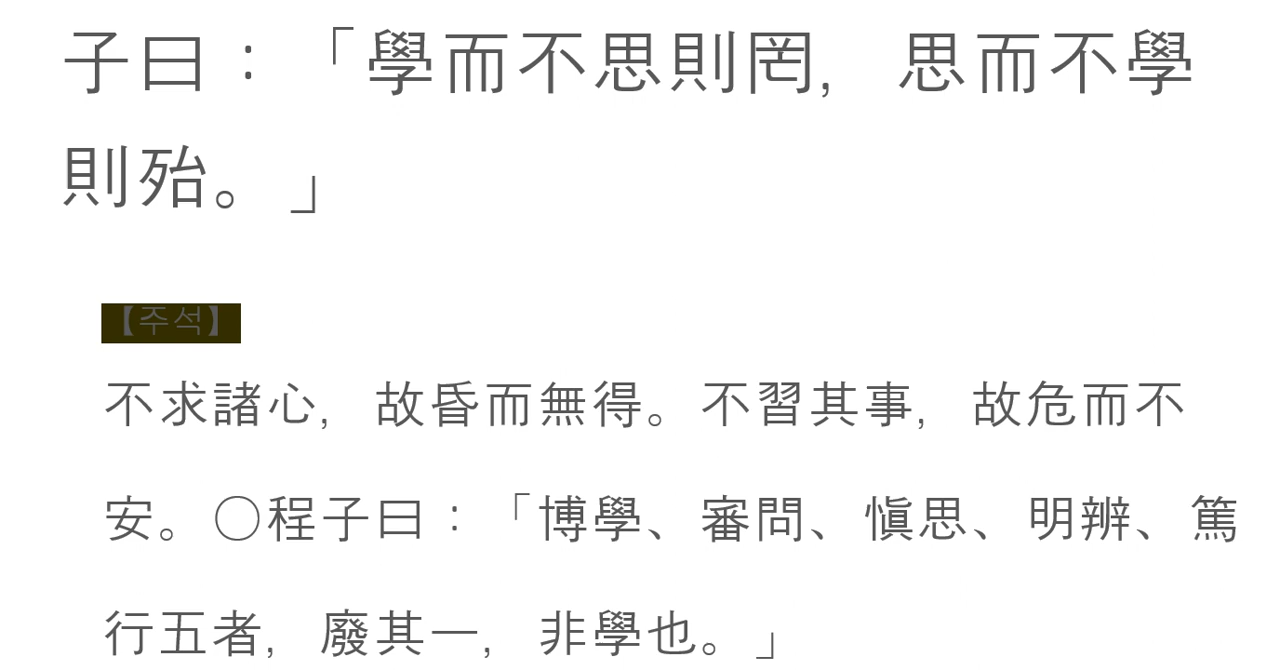 子曰：「學而不思則罔, 思而不學
則殆。」
【주석】
不求諸心, 故昏而無得。不習其事, 故危而不
安。○程子曰：「博學、審問、愼思、明辨、篤
行五者, 廢其一, 非學也。」